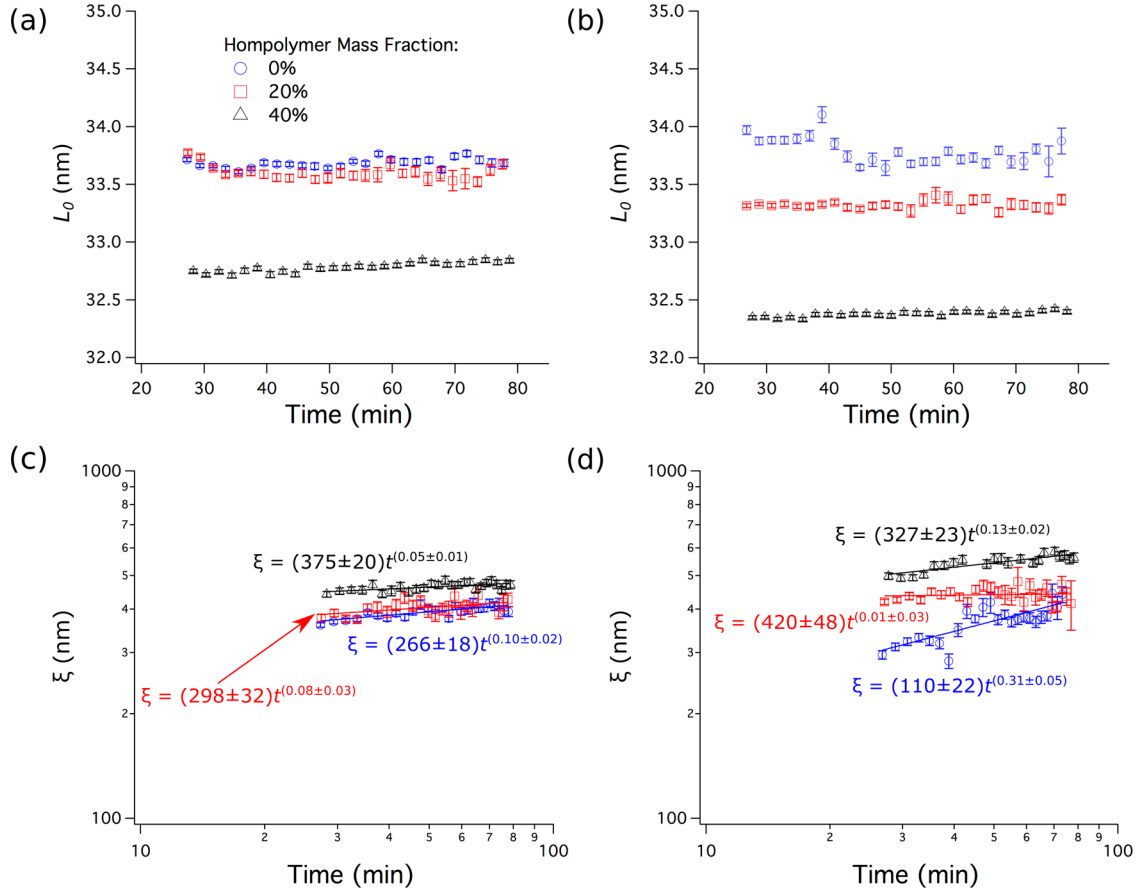 (a)
35.0
34.5
34.0
33.5
33.0
32.5
32.0
L₀ (nm)
Hompolymer Mass Fraction:
0%
20%
40%
20 30 40 50 60 70 80
Time (min)
(b)
35.0
34.5
34.0
33.5
33.0
32.5
32.0
L₀ (nm)
20 30 40 50 60 70 80
Time (min)
(c)
1000
9
8
7
6
5
4
3
2
100
ξ (nm)
ξ = (375±20)t^(0.05±0.01)
ξ = (266±18)t^(0.10±0.02)
ξ = (298±32)t^(0.08±0.03)
10 2 3 4 5 6 7 8 9 100
Time (min)
(d)
1000
9
8
7
6
5
4
3
2
100
ξ (nm)
ξ = (327±23)t^(0.13±0.02)
ξ = (420±48)t^(0.01±0.03)
ξ = (110±22)t^(0.31±0.05)
10 2 3 4 5 6 7 8 9 100
Time (min)